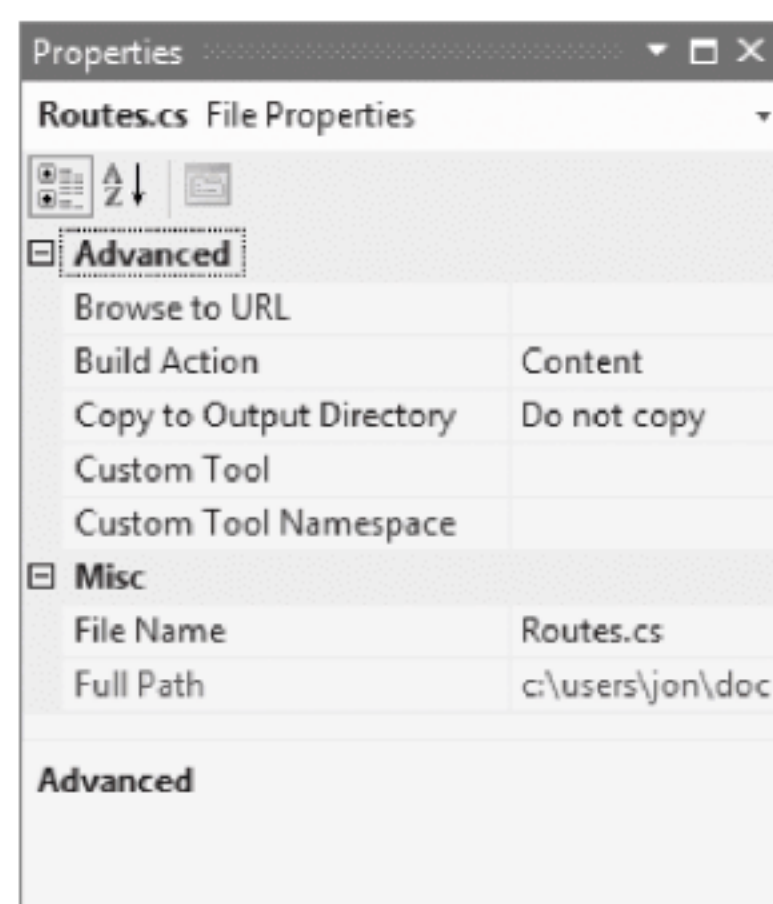 Properties
Routes.cs File Properties
Advanced
Browse to URL
Build Action Content
Copy to Output Directory Do not copy
Custom Tool
Custom Tool Namespace
Misc
File Name Routes.cs
Full Path c:\users\jon\doc
Advanced